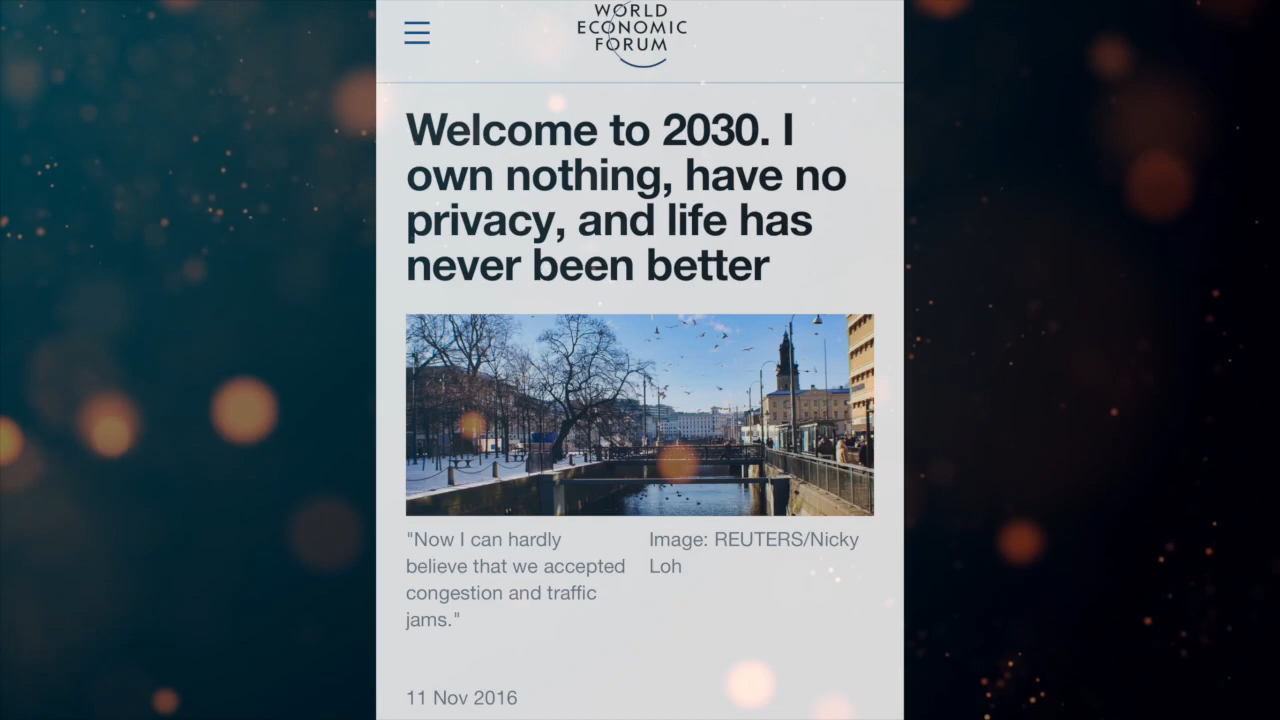 WORLD
ECONOMIC
FORUM
Welcome to 2030. I
own nothing, have no
privacy, and life has
never been better
"Now I can hardly
believe that we accepted
congestion and traffic
jams."
Image: REUTERS/Nicky
Loh
11 Nov 2016